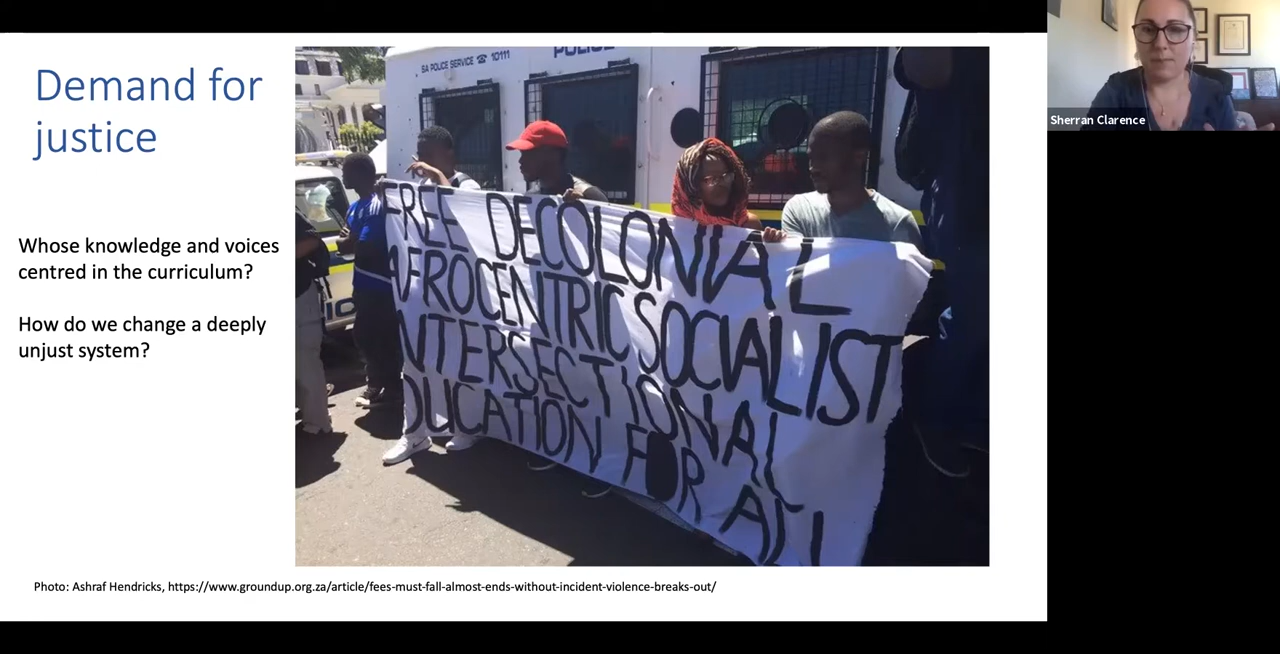 Demand for
justice
Whose knowledge and voices
centred in the curriculum?
How do we change a deeply
unjust system?
SA POLICE SERVICE ☎ 10111
POLICE
FREE DECOLONIAL
AFROCENTRIC SOCIALIST
INTERSECTIONAL
DUCATION FOR ALL
Photo: Ashraf Hendricks, https://www.groundup.org.za/article/fees-must-fall-almost-ends-without-incident-violence-breaks-out/
Sherran Clarence